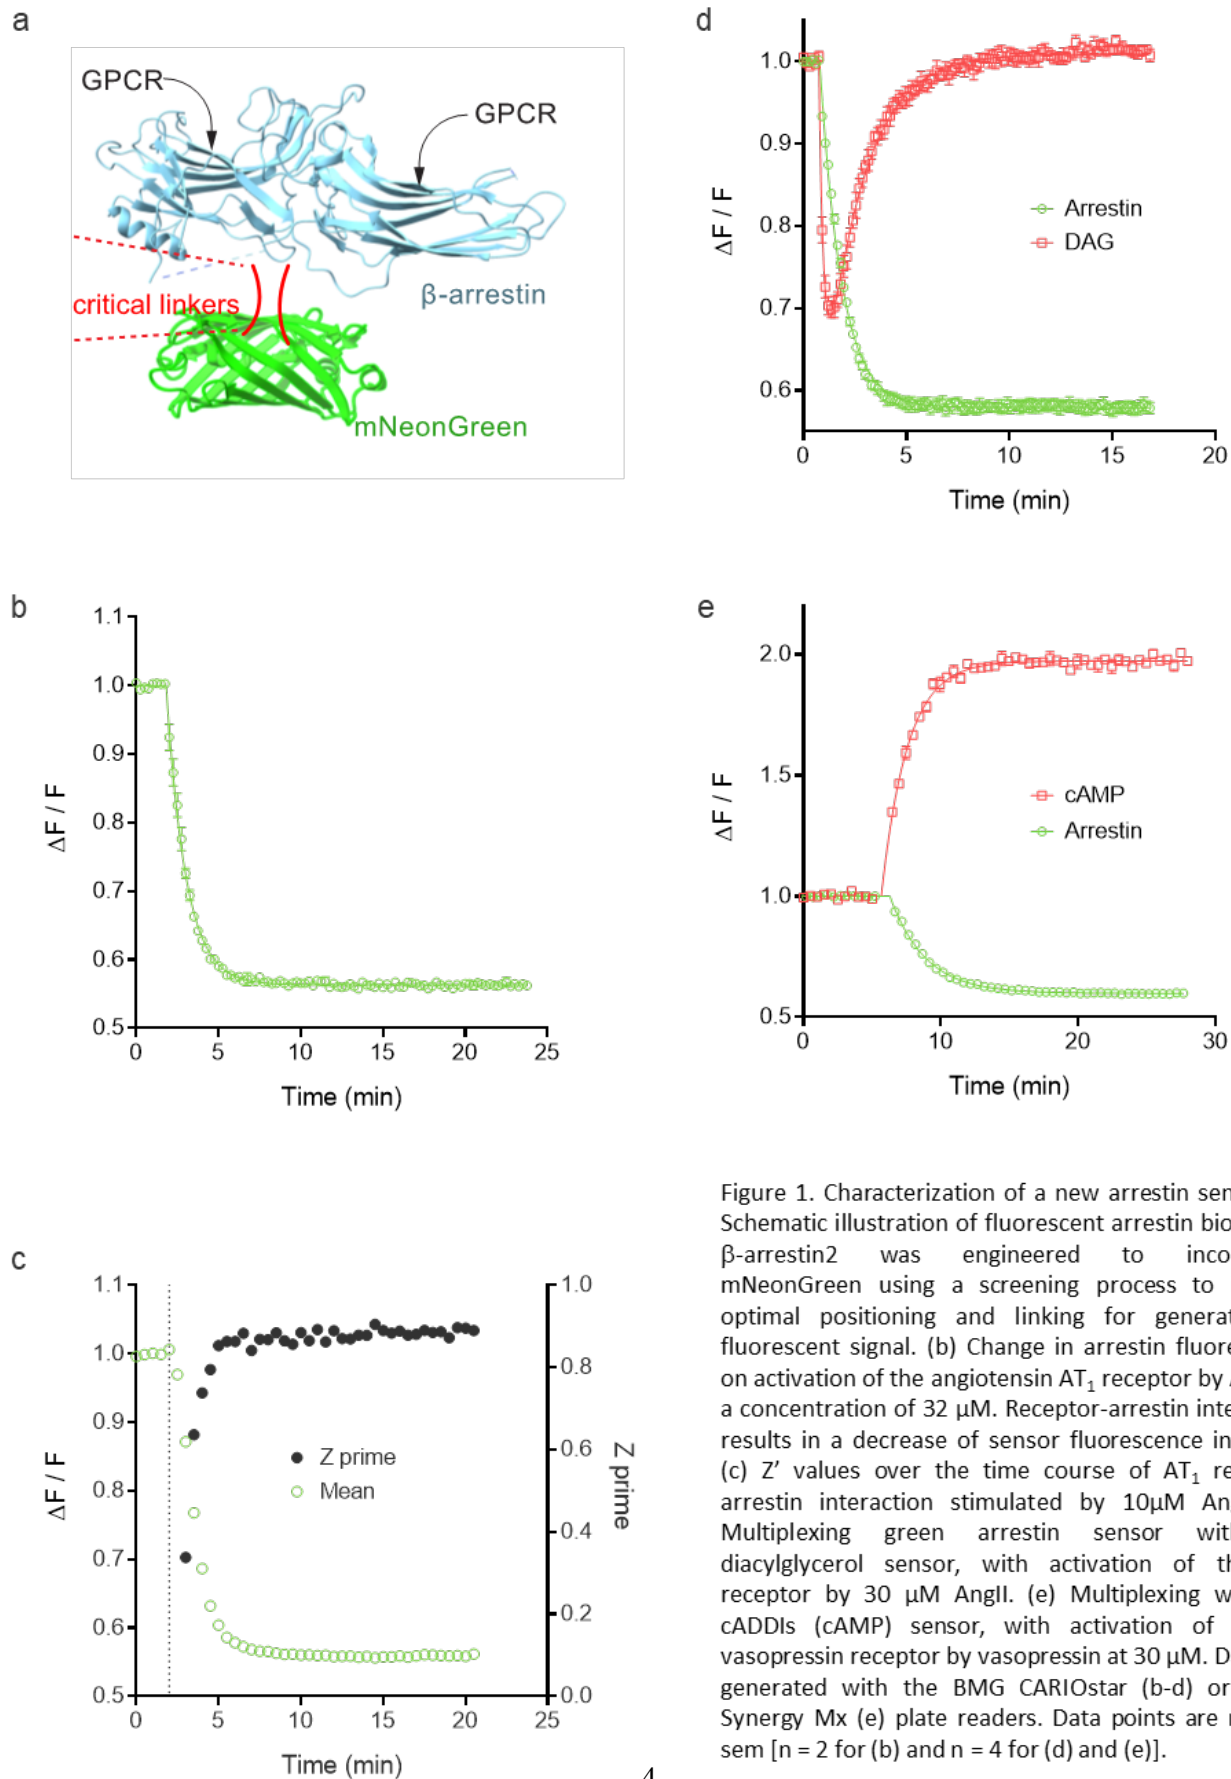 a
GPCR
GPCR
β-arrestin
critical linkers
mNeonGreen
d
1.0
0.9
0.8
0.7
0.6
ΔF / F
Arrestin
DAG
0
5
10
15
20
Time (min)
b
1.1
1.0
0.9
0.8
0.7
0.6
0.5
ΔF / F
0
5
10
15
20
25
Time (min)
e
2.0
1.5
1.0
0.5
ΔF / F
cAMP
Arrestin
0
10
20
30
Time (min)
c
1.1
1.0
0.9
0.8
0.7
0.6
0.5
ΔF / F
Z prime
Mean
1.0
0.8
0.6
0.4
0.2
0.0
Z prime
0
5
10
15
20
25
Time (min)
Figure 1. Characterization of a new arrestin sen
Schematic illustration of fluorescent arrestin bio
β-arrestin2 was engineered to inco
mNeonGreen using a screening process to
optimal positioning and linking for generat
fluorescent signal. (b) Change in arrestin fluore
on activation of the angiotensin AT1 receptor by
a concentration of 32 µM. Receptor-arrestin inte
results in a decrease of sensor fluorescence in
(c) Z’ values over the time course of AT1 re
arrestin interaction stimulated by 10µM An
Multiplexing green arrestin sensor wit
diacylglycerol sensor, with activation of th
receptor by 30 µM AngII. (e) Multiplexing w
cADDIs (cAMP) sensor, with activation of
vasopressin receptor by vasopressin at 30 µM. D
generated with the BMG CARIOstar (b-d) or
Synergy Mx (e) plate readers. Data points are
sem [n = 2 for (b) and n = 4 for (d) and (e)].